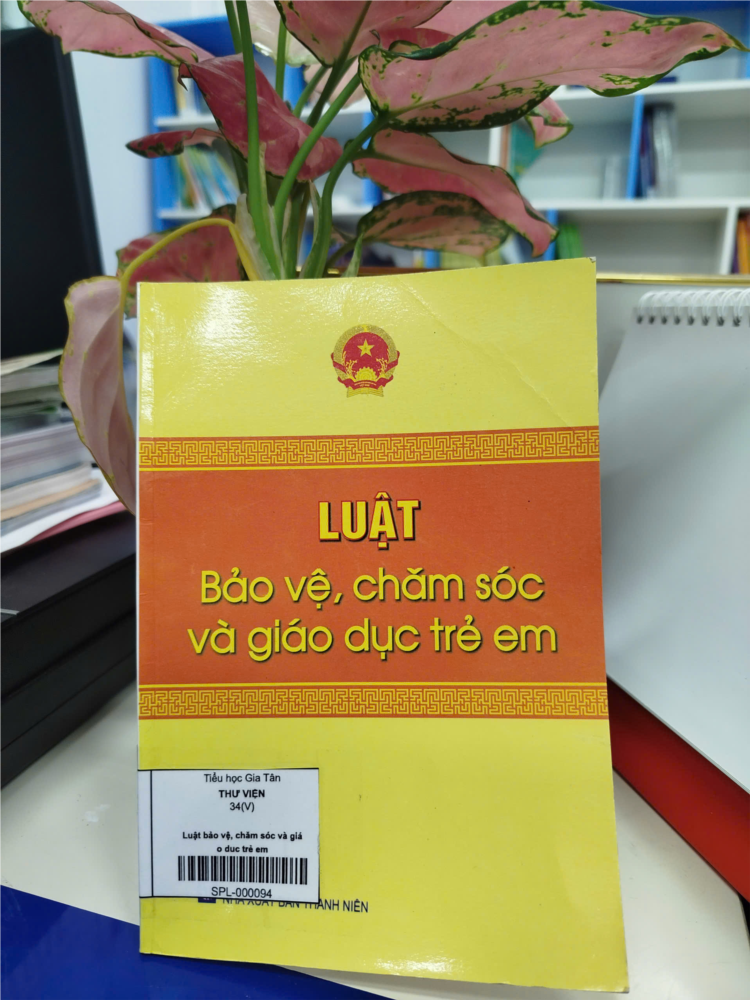 LUẬT
Bảo vệ, chăm sóc
và giáo dục trẻ em
Tiểu học Gia Tân
THƯ VIỆN
34(V)
Luật bảo vệ, chăm sóc và giá
o dục trẻ em
SPL-000094
NHÀ XUẤT BẢN THANH NIÊN